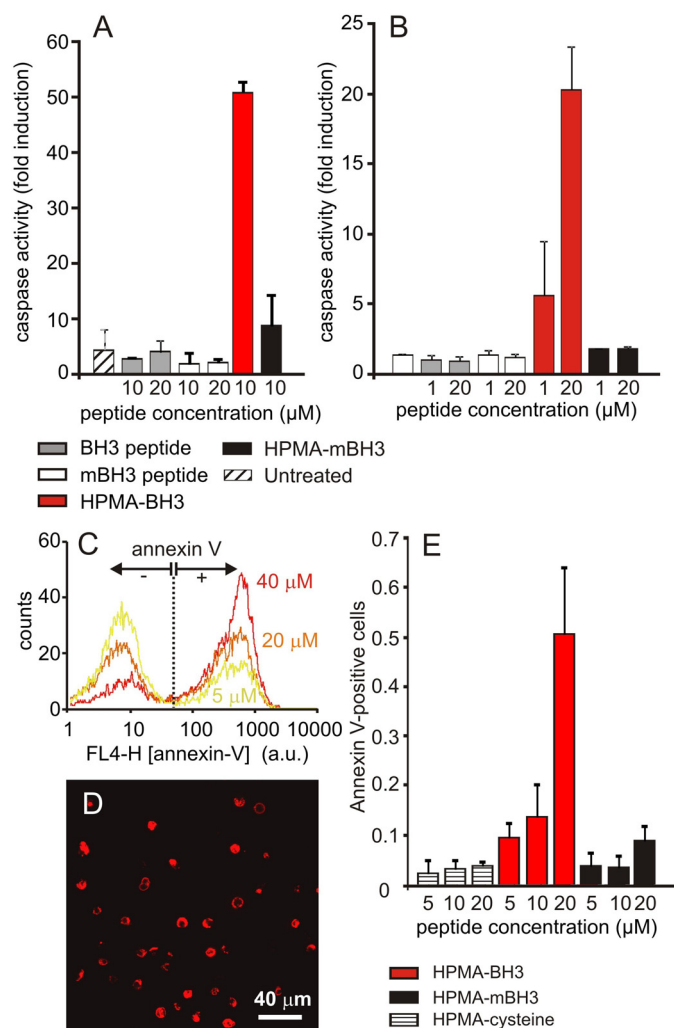 A
caspase activity (fold induction)
60
50
40
30
20
10
0
10 20 10 20 10 10
peptide concentration (µM)
B
caspase activity (fold induction)
25
20
15
10
5
0
1 20 1 20 1 20 1 20
peptide concentration (µM)
BH3 peptide
mBH3 peptide
HPMA-BH3
HPMA-mBH3
Untreated
C
annexin V
- +
counts
60
40
20
0
40 µM
20 µM
5 µM
1 10 100 1000 10000
FL4-H [annexin-V] (a.u.)
D
40 µm
E
Annexin V-positive cells
0.7
0.6
0.5
0.4
0.3
0.2
0.1
0
5 10 20 5 10 20 5 10 20
peptide concentration (µM)
HPMA-BH3
HPMA-mBH3
HPMA-cysteine